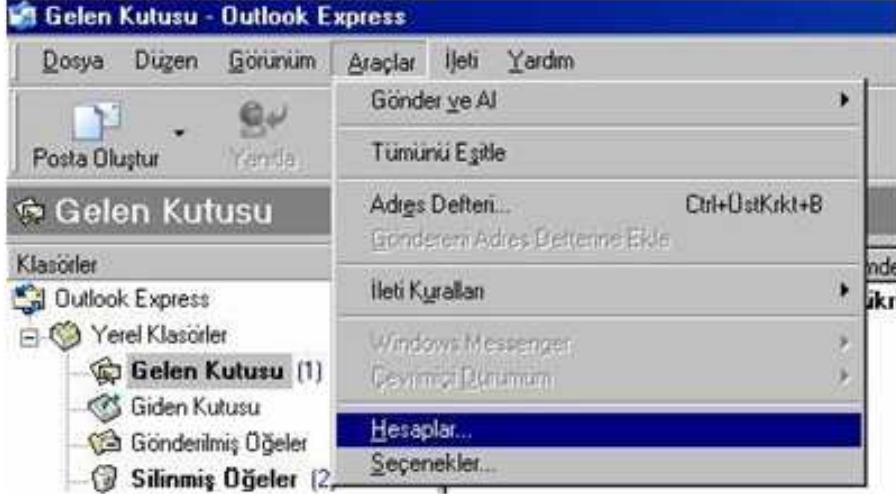 Gelen Kutusu - Outlook Express
Dosya Düzen Görünüm Araçlar İleti Yardım
Posta Oluştur
Yanıtla
Gönder ve Al
Tümünü Eşitle
Adres Defteri... Ctrl+ÜstKrkt+B
Göndereni Adres Defterine Ekle
İleti Kuralları
Windows Messenger
Çevrimiçi Durumum
Hesaplar...
Seçenekler...
Gelen Kutusu
Klasörler
Outlook Express
Yerel Klasörler
Gelen Kutusu (1)
Giden Kutusu
Gönderilmiş Öğeler
Silinmiş Öğeler (2